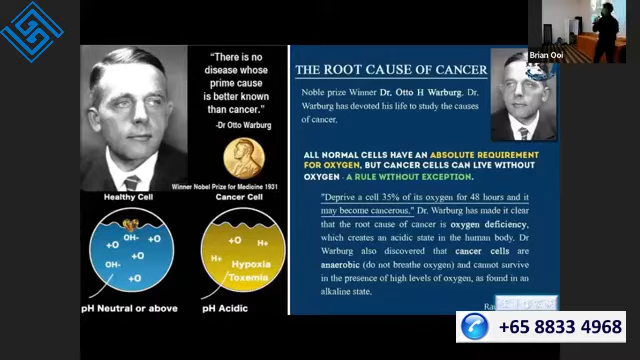 Brian Ooi
"There is no
disease whose
prime cause
is better known
than cancer."
-Dr Otto Warburg
Winner Nobel Prize for Medicine 1931
Healthy Cell
Cancer Cell
OH-
+O
+O
OH-
+O
+O
+O
H+
H+
Hypoxia
Toxemia
pH Neutral or above
pH Acidic
THE ROOT CAUSE OF CANCER
Noble prize Winner Dr. Otto H Warburg. Dr.
Warburg has devoted his life to study the causes
of cancer.
ALL NORMAL CELLS HAVE AN ABSOLUTE REQUIREMENT
FOR OXYGEN, BUT CANCER CELLS CAN LIVE WITHOUT
OXYGEN - A RULE WITHOUT EXCEPTION.
"Deprive a cell 35% of its oxygen for 48 hours and it
may become cancerous." Dr. Warburg has made it clear
that the root cause of cancer is oxygen deficiency,
which creates an acidic state in the human body. Dr
Warburg also discovered that cancer cells are
anaerobic (do not breathe oxygen) and cannot survive
in the presence of high levels of oxygen, as found in an
alkaline state.
+65 8833 4968